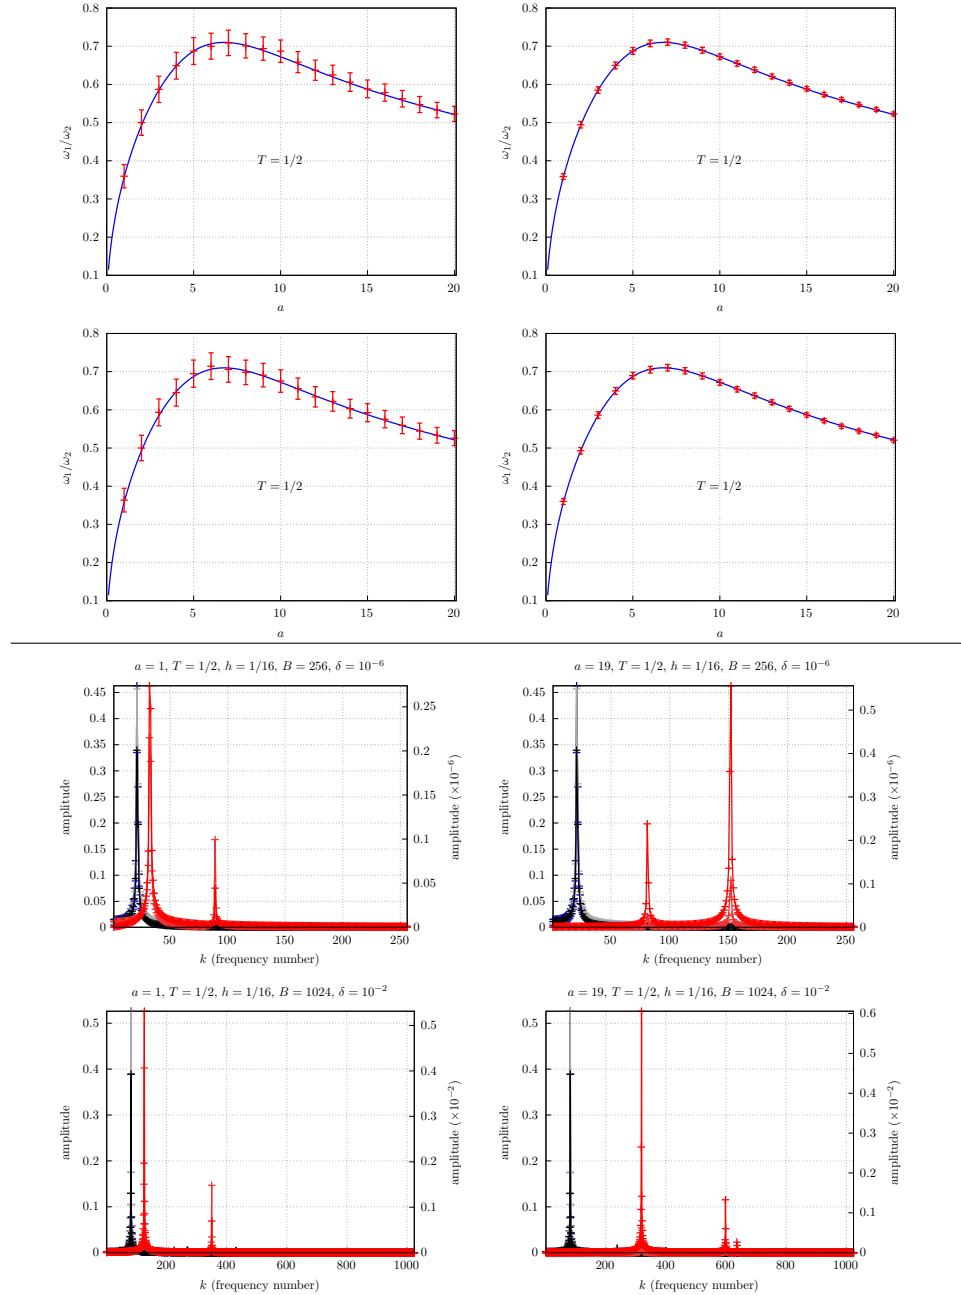 0.8
0.7
0.6
0.5
0.4
0.3
0.2
0.1
ω₁/ω₂
T = 1/2
0 5 10 15 20
a
0.8
0.7
0.6
0.5
0.4
0.3
0.2
0.1
ω₁/ω₂
T = 1/2
0 5 10 15 20
a
0.8
0.7
0.6
0.5
0.4
0.3
0.2
0.1
ω₁/ω₂
T = 1/2
0 5 10 15 20
a
0.8
0.7
0.6
0.5
0.4
0.3
0.2
0.1
ω₁/ω₂
T = 1/2
0 5 10 15 20
a
a = 1, T = 1/2, h = 1/16, B = 256, δ = 10⁻⁶
0.45
0.4
0.35
0.3
0.25
0.2
0.15
0.1
0.05
0
amplitude
0.25
0.2
0.15
0.1
0.05
0
amplitude (×10⁻⁶)
50 100 150 200 250
k (frequency number)
a = 19, T = 1/2, h = 1/16, B = 256, δ = 10⁻⁶
0.45
0.4
0.35
0.3
0.25
0.2
0.15
0.1
0.05
0
amplitude
0.5
0.4
0.3
0.2
0.1
0
amplitude (×10⁻⁶)
50 100 150 200 250
k (frequency number)
a = 1, T = 1/2, h = 1/16, B = 1024, δ = 10⁻²
0.5
0.4
0.3
0.2
0.1
0
amplitude
0.5
0.4
0.3
0.2
0.1
0
amplitude (×10⁻²)
200 400 600 800 1000
k (frequency number)
a = 19, T = 1/2, h = 1/16, B = 1024, δ = 10⁻²
0.5
0.4
0.3
0.2
0.1
0
amplitude
0.6
0.5
0.4
0.3
0.2
0.1
0
amplitude (×10⁻²)
200 400 600 800 1000
k (frequency number)